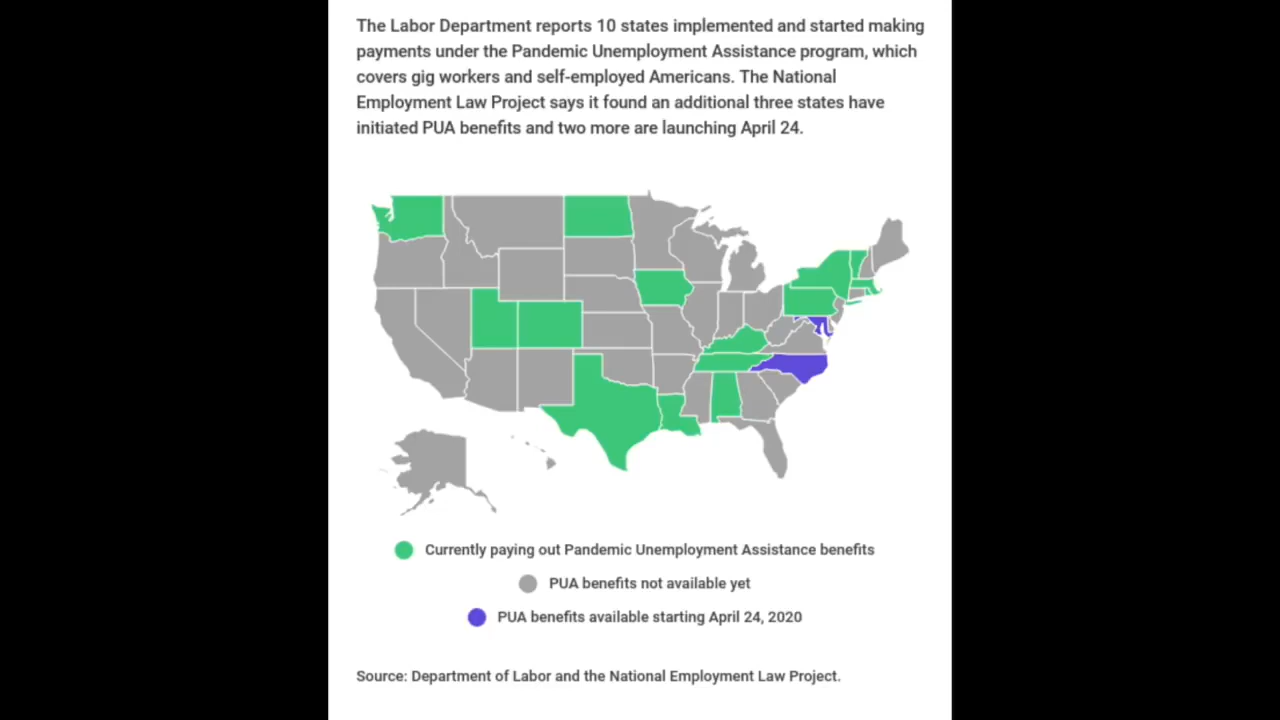 The Labor Department reports 10 states implemented and started making
payments under the Pandemic Unemployment Assistance program, which
covers gig workers and self-employed Americans. The National
Employment Law Project says it found an additional three states have
initiated PUA benefits and two more are launching April 24.
Currently paying out Pandemic Unemployment Assistance benefits
PUA benefits not available yet
PUA benefits available starting April 24, 2020
Source: Department of Labor and the National Employment Law Project.